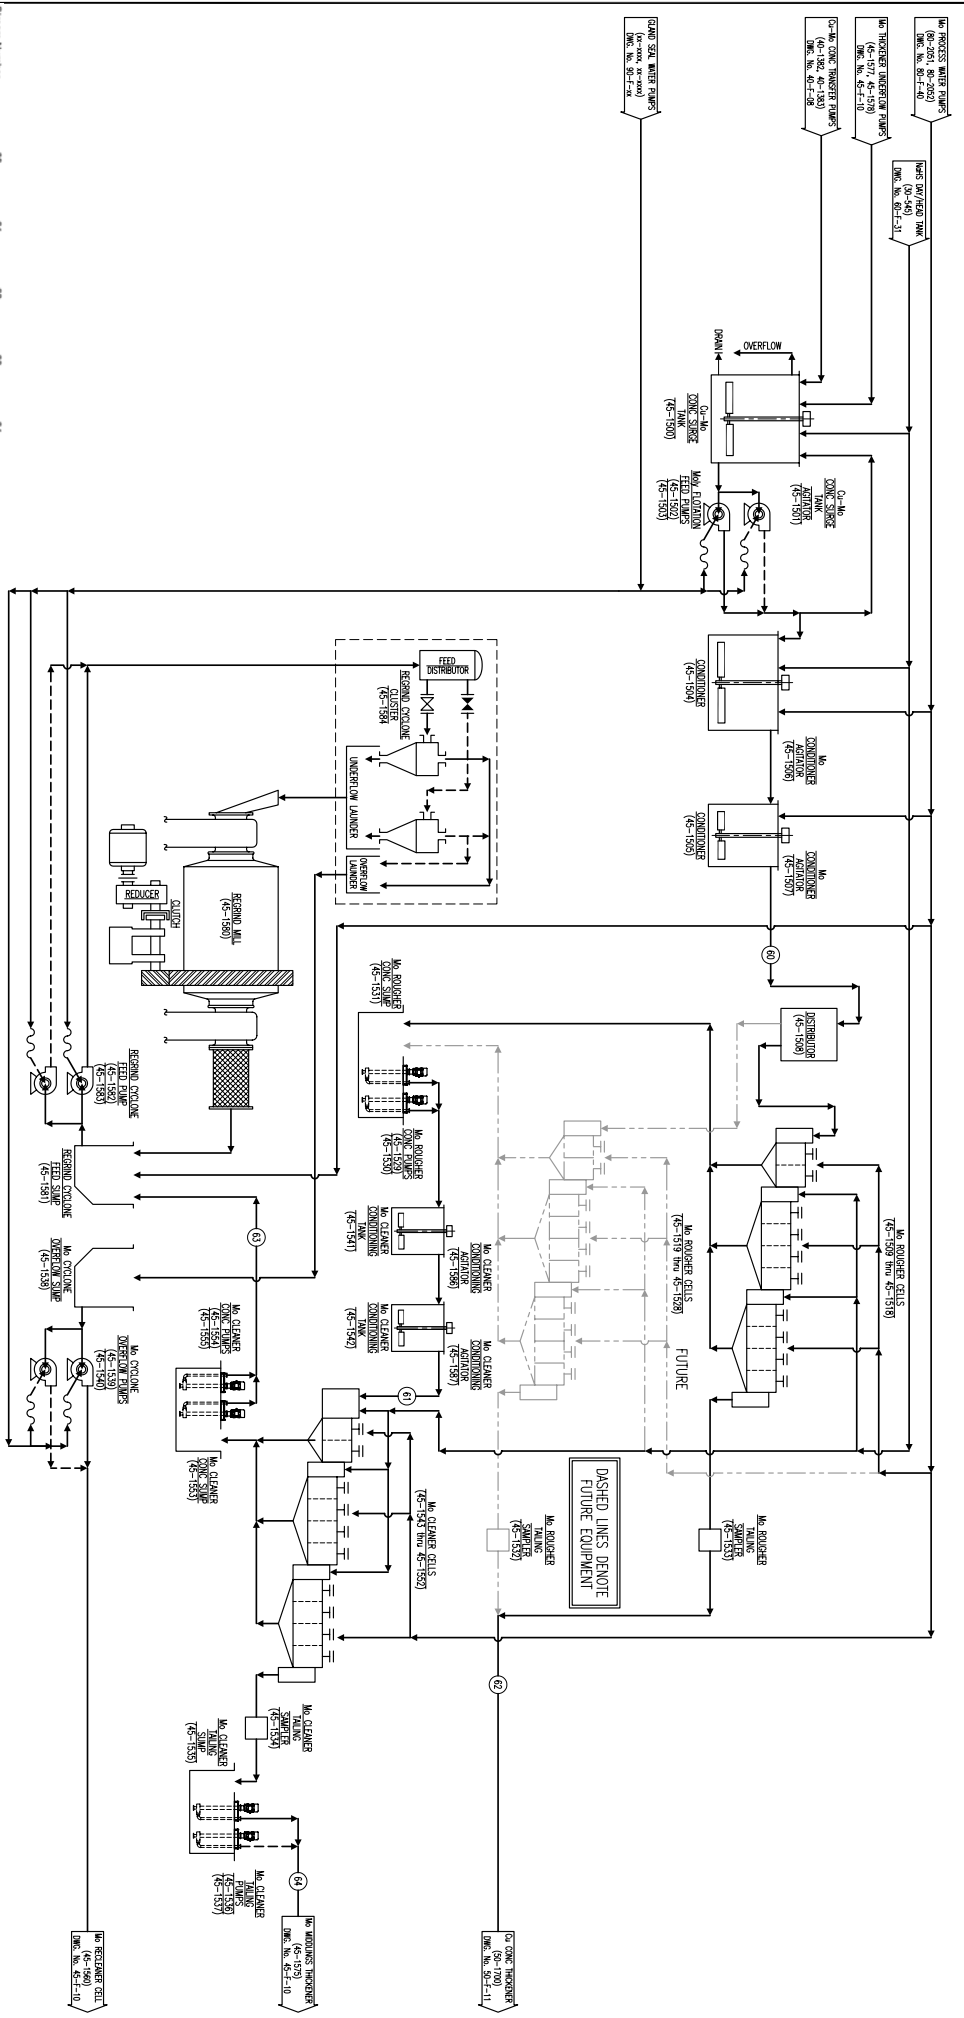 Mo PROCESS WATER PUMPS
(80-2051, 80-2052)
DWG. No. 80-F-40
NaHS DAY/HEAD TANK
(30-545)
DWG. No. 60-F-31
Mo THICKENER UNDERFLOW PUMPS
(45-1577, 45-1578)
DWG. No. 45-F-10
Cu-Mo CONC TRANSFER PUMPS
(40-1382, 40-1383)
DWG. No. 40-F-08
GLAND SEAL WATER PUMPS
(xx-xxxx, xx-xxxx)
DWG. No. 90-F-xx
OVERFLOW
DRAIN
Cu-Mo
CONC SURGE
TANK
(45-1500)
Cu-Mo
CONC SURGE
TANK
AGITATOR
(45-1501)
Moly FLOTATION
FEED PUMPS
(45-1502)
(45-1503)
CONDITIONER
(45-1504)
Mo
CONDITIONER
AGITATOR
(45-1506)
CONDITIONER
(45-1505)
Mo
CONDITIONER
AGITATOR
(45-1507)
60
DISTRIBUTOR
(45-1508)
Mo ROUGHER CELLS
(45-1509 thru 45-1518)
Mo ROUGHER CELLS
(45-1519 thru 45-1528)
FUTURE
DASHED LINES DENOTE
FUTURE EQUIPMENT
Mo ROUGHER
TAILING
SAMPLER
(45-1533)
Mo ROUGHER
TAILING
SAMPLER
(45-1532)
62
Cu CONC THICKENER
(50-1700)
DWG. No. 50-F-11
FEED
DISTRIBUTOR
REGRIND CYCLONE
CLUSTER
(45-1584
UNDERFLOW LAUNDER
OVERFLOW
LAUNDER
REGRIND MILL
(45-1580)
CLUTCH
REDUCER
Mo ROUGHER
CONC SUMP
(45-1531)
Mo ROUGHER
CONC PUMPS
(45-1529)
(45-1530)
Mo CLEANER
CONDITIONING
TANK
(45-1541)
Mo CLEANER
CONDITIONING
AGITATOR
(45-1586)
Mo CLEANER
CONDITIONING
TANK
(45-1542)
Mo CLEANER
CONDITIONING
AGITATOR
(45-1587)
61
Mo CLEANER CELLS
(45-1543 thru 45-1552)
REGRIND CYCLONE
FEED PUMP
(45-1582)
(45-1583)
REGRIND CYCLONE
FEED SUMP
(45-1581)
63
Mo CYCLONE
OVERFLOW SUMP
(45-1538)
Mo CYCLONE
OVERFLOW PUMPS
(45-1539)
(45-1540)
Mo CLEANER
CONC PUMPS
(45-1554)
(45-1555)
Mo CLEANER
CONC SUMP
(45-1553)
Mo CLEANER
TAILING
SAMPLER
(45-1534)
Mo CLEANER
TAILING
SUMP
(45-1535)
Mo CLEANER
TAILING
PUMPS
(45-1536)
(45-1537)
64
Mo MIDDLINGS THICKENER
(45-1575)
DWG. No. 45-F-10
Mo RECLEANER CELL
(45-1560)
DWG. No. 45-F-10